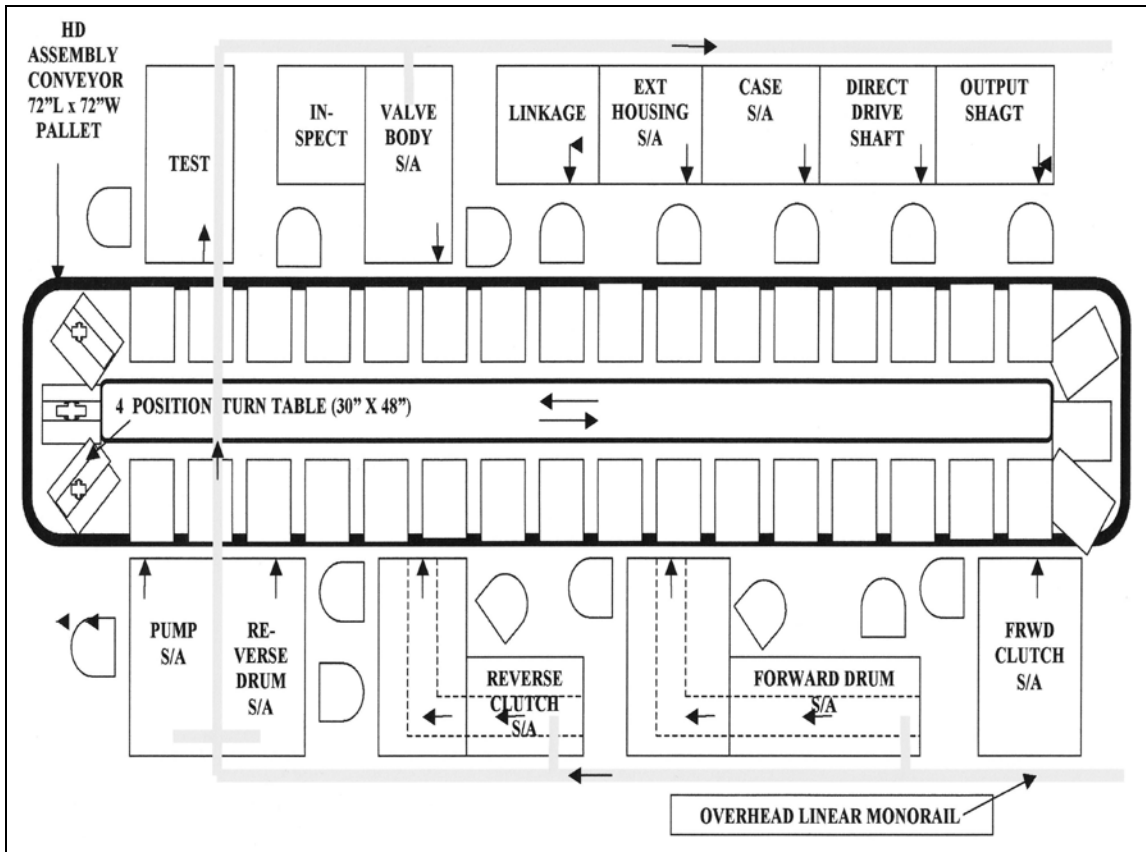 HD
ASSEMBLY
CONVEYOR
72”L x 72”W
PALLET
TEST
IN-
SPECT
VALVE
BODY
S/A
LINKAGE
EXT
HOUSING
S/A
CASE
S/A
DIRECT
DRIVE
SHAFT
OUTPUT
SHAGT
4 POSITION TURN TABLE (30” X 48”)
PUMP
S/A
RE-
VERSE
DRUM
S/A
REVERSE
CLUTCH
S/A
FORWARD DRUM
S/A
FRWD
CLUTCH
S/A
OVERHEAD LINEAR MONORAIL